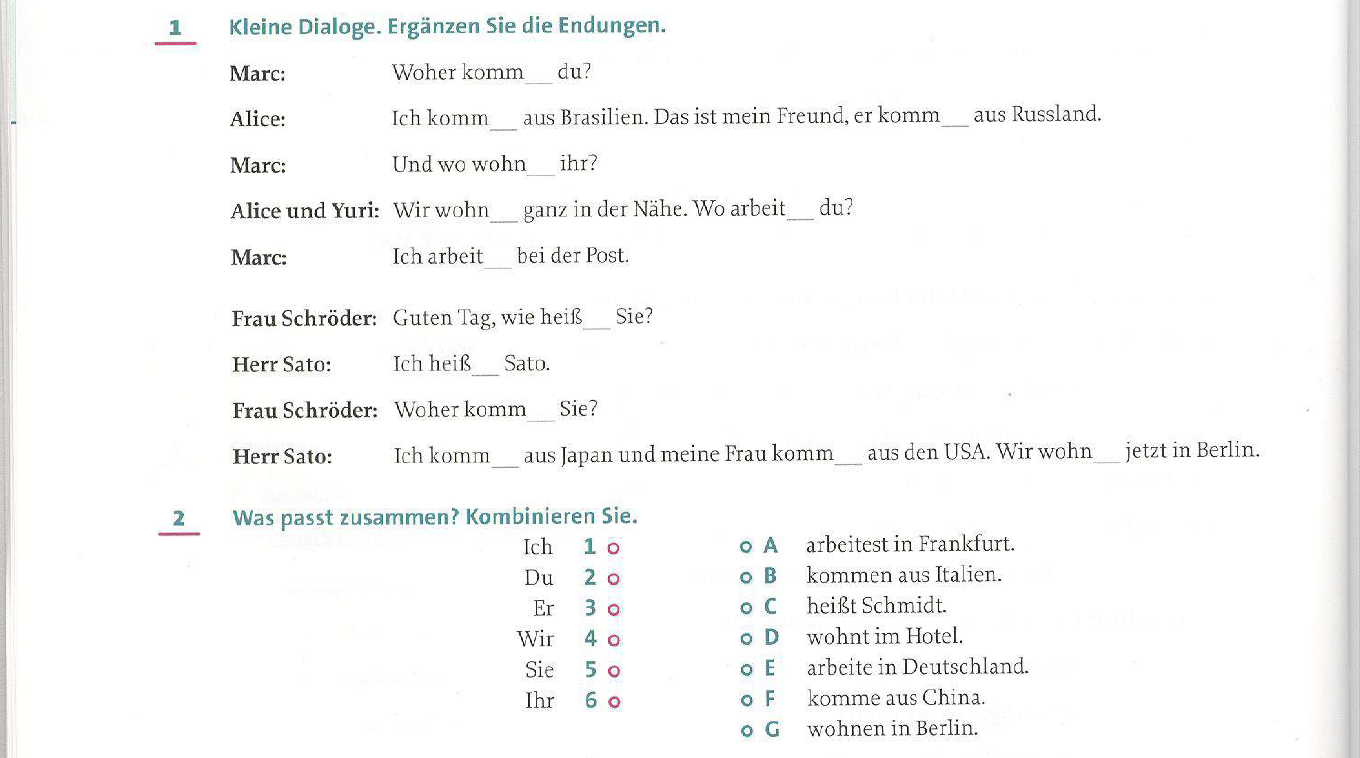 1 Kleine Dialoge. Ergänzen Sie die Endungen.
Marc: Woher komm__ du?
Alice: Ich komm__ aus Brasilien. Das ist mein Freund, er komm__ aus Russland.
Marc: Und wo wohn__ ihr?
Alice und Yuri: Wir wohn__ ganz in der Nähe. Wo arbeit__ du?
Marc: Ich arbeit__ bei der Post.
Frau Schröder: Guten Tag, wie heiß__ Sie?
Herr Sato: Ich heiß__ Sato.
Frau Schröder: Woher komm__ Sie?
Herr Sato: Ich komm__ aus Japan und meine Frau komm__ aus den USA. Wir wohn__ jetzt in Berlin.
2 Was passt zusammen? Kombinieren Sie.
Ich 1 o o A arbeitest in Frankfurt.
Du 2 o o B kommen aus Italien.
Er 3 o o C heißt Schmidt.
Wir 4 o o D wohnt im Hotel.
Sie 5 o o E arbeite in Deutschland.
Ihr 6 o o F komme aus China.
o G wohnen in Berlin.